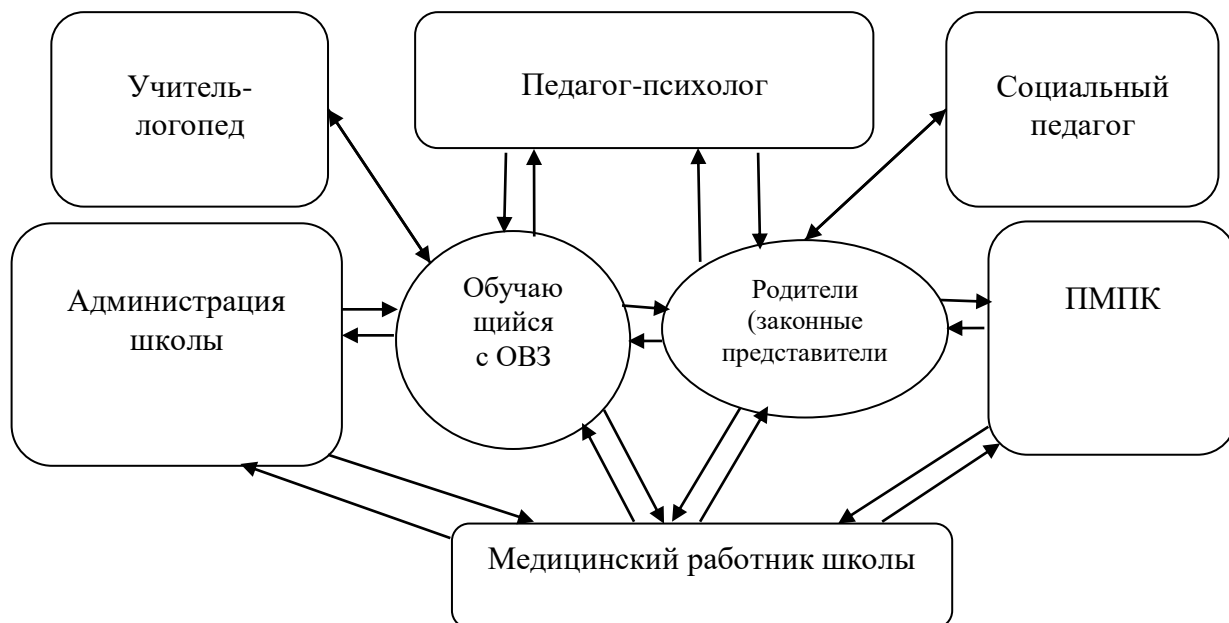 Учитель-
логопед
Педагог-психолог
Социальный
педагог
Администрация
школы
Обучаю
щийся
с ОВЗ
Родители
(законные
представители
ПМПК
Медицинский работник школы